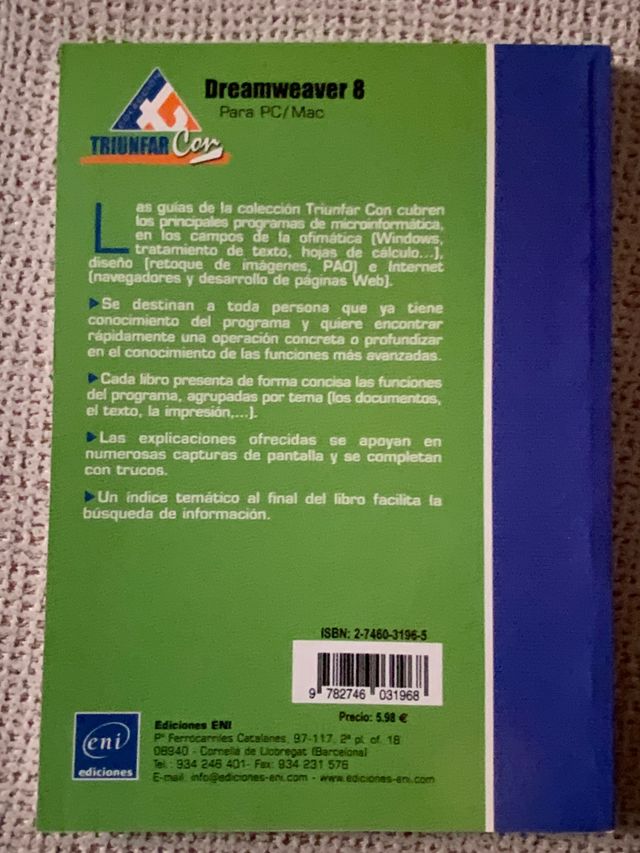 Dreamweaver 8
Para PC/Mac
TRIUNFAR Con
Las guías de la colección Triunfar Con cubren
los principales programas de microinformática,
en los campos de la ofimática (Windows,
tratamiento de texto, hojas de cálculo...),
diseño (retoque de imágenes, PAO) e Internet
(navegadores y desarrollo de páginas Web).
Se destinan a toda persona que ya tiene
conocimiento del programa y quiere encontrar
rápidamente una operación concreta o profundizar
en el conocimiento de las funciones más avanzadas.
Cada libro presenta de forma concisa las funciones
del programa, agrupadas por tema (los documentos,
el texto, la impresión,...).
Las explicaciones ofrecidas se apoyan en
numerosas capturas de pantalla y se completan
con trucos.
Un índice temático al final del libro facilita la
búsqueda de información.
ISBN: 2-7460-3196-5
9 782746 031968
Precio: 5.98 €
eni
ediciones
Ediciones ENI
Pº Ferrocarriles Catalanes, 97-117, 2ª pl. of. 18
08940 - Cornellà de Llobregat (Barcelona)
Tel.: 934 246 401- Fax: 934 231 576
E-mail: info@ediciones-eni.com - www.ediciones-eni.com